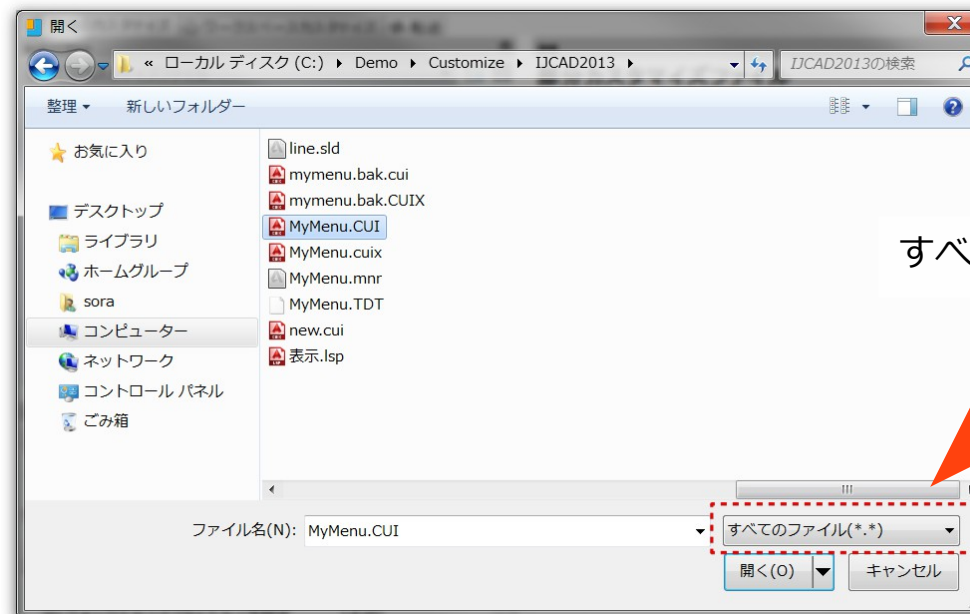 開く
« ローカル ディスク (C:) ▸ Demo ▸ Customize ▸ IJCAD2013 ▸
IJCAD2013の検索
整理 新しいフォルダー
お気に入り
デスクトップ
ライブラリ
ホームグループ
sora
コンピューター
ネットワーク
コントロール パネル
ごみ箱
line.sld
mymenu.bak.cui
mymenu.bak.CUIX
MyMenu.CUI
MyMenu.cuix
MyMenu.mnr
MyMenu.TDT
new.cui
表示.lsp
すべ
ファイル名(N): MyMenu.CUI
すべてのファイル(*.*)
開く(O) キャンセル